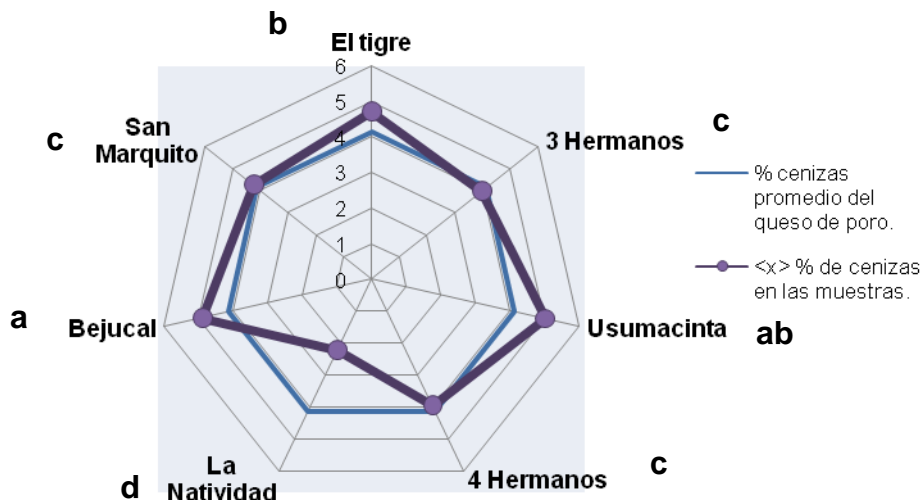 b
El tigre
6
5
4
3
2
1
0
San
Marquito
c
3 Hermanos
c
% cenizas
promedio del
queso de poro.
<x> % de cenizas
en las muestras.
a
Bejucal
Usumacinta
ab
La
Natividad
d
4 Hermanos
c